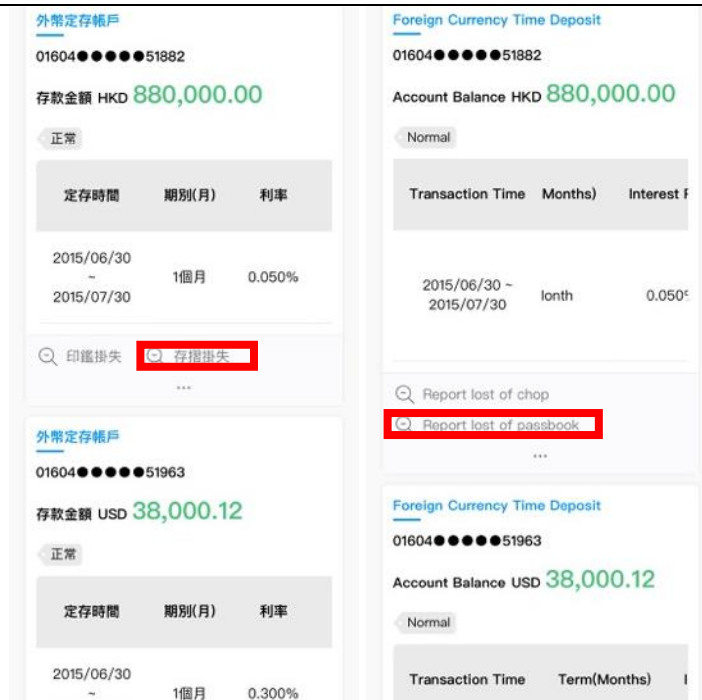 外幣定存帳戶
01604●●●●●51882
存款金額 HKD 880,000.00
正常
定存時間 期別(月) 利率
2015/06/30
~
2015/07/30
1個月 0.050%
印鑑掛失 存摺掛失
...
外幣定存帳戶
01604●●●●●51963
存款金額 USD 38,000.12
正常
定存時間 期別(月) 利率
2015/06/30
~
1個月 0.300%
Foreign Currency Time Deposit
01604●●●●●51882
Account Balance HKD 880,000.00
Normal
Transaction Time Months) Interest
2015/06/30 ~
2015/07/30
lonth 0.050
Report lost of chop
Report lost of passbook
...
Foreign Currency Time Deposit
01604●●●●●51963
Account Balance USD 38,000.12
Normal
Transaction Time Term(Months)